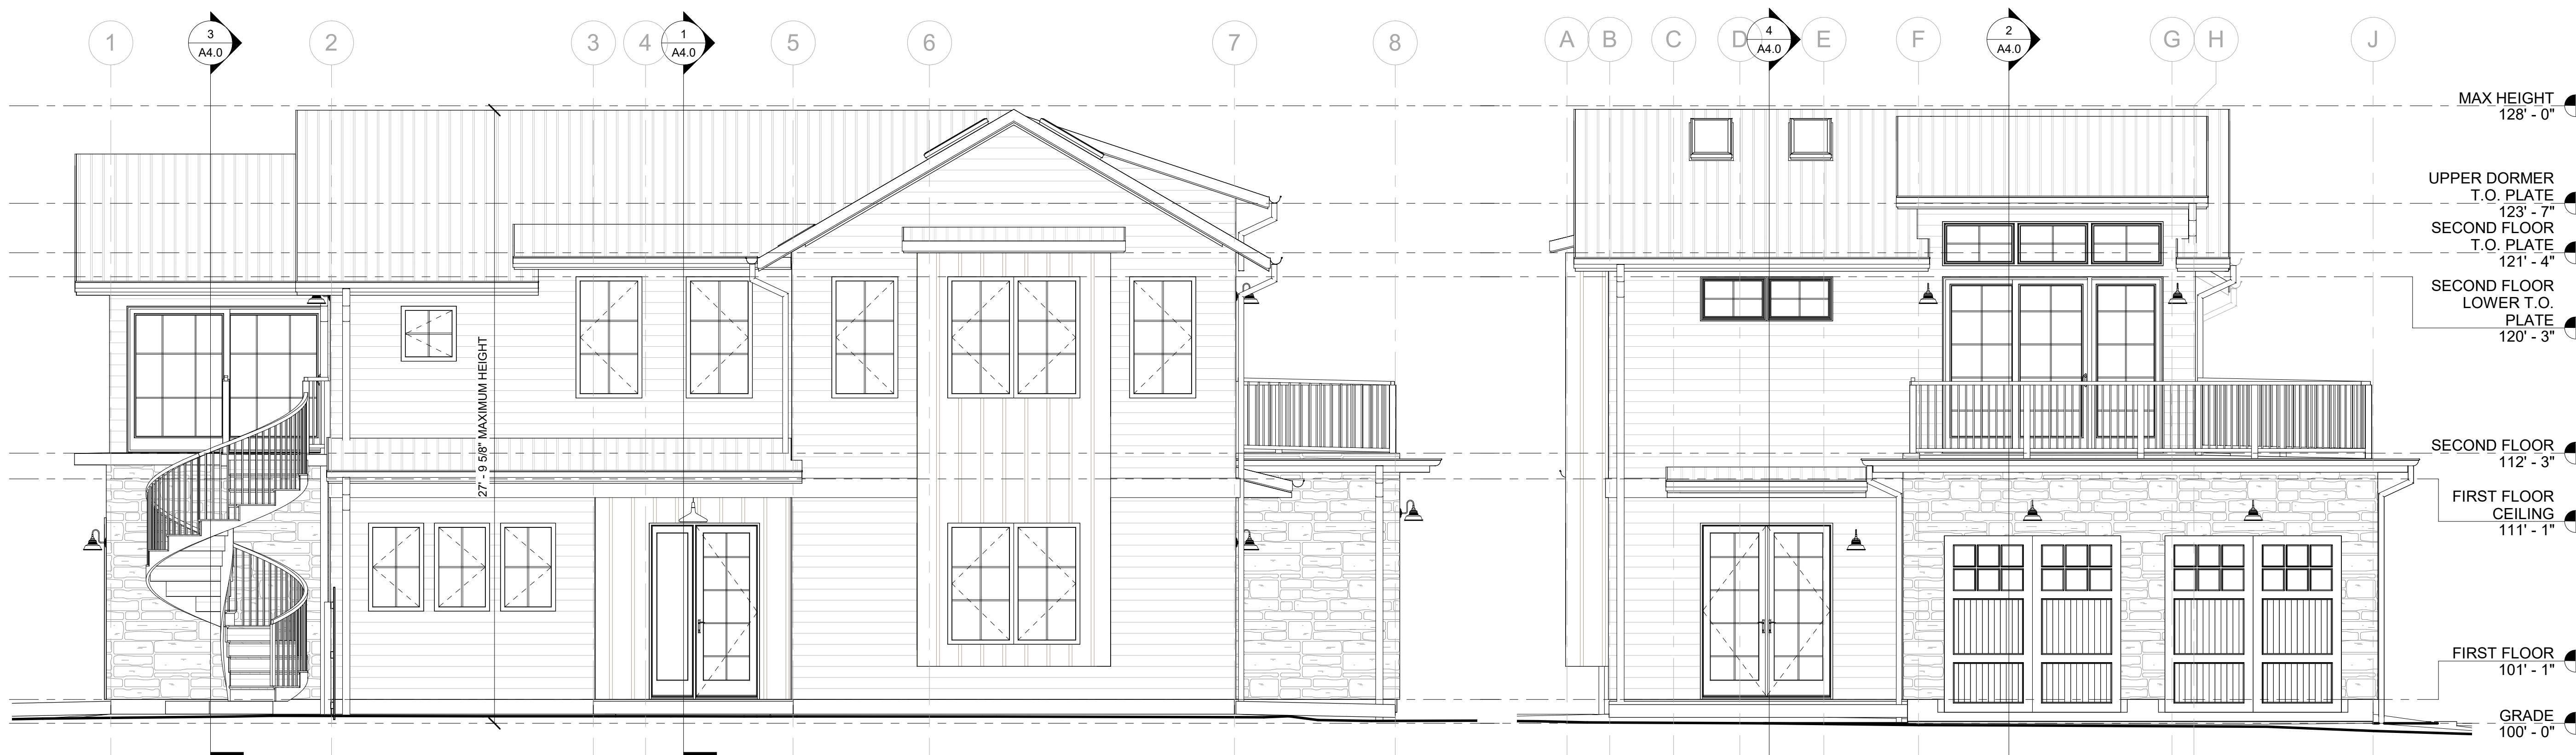 1
3
A4.0
2
3
4
1
A4.0
5
6
7
8
A
B
C
D
4
A4.0
E
F
2
A4.0
G
H
J
27' - 9 5/8" MAXIMUM HEIGHT
MAX HEIGHT
128' - 0"
UPPER DORMER
T.O. PLATE
123' - 7"
SECOND FLOOR
T.O. PLATE
121' - 4"
SECOND FLOOR
LOWER T.O.
PLATE
120' - 3"
SECOND FLOOR
112' - 3"
FIRST FLOOR
CEILING
111' - 1"
FIRST FLOOR
101' - 1"
GRADE
100' - 0"